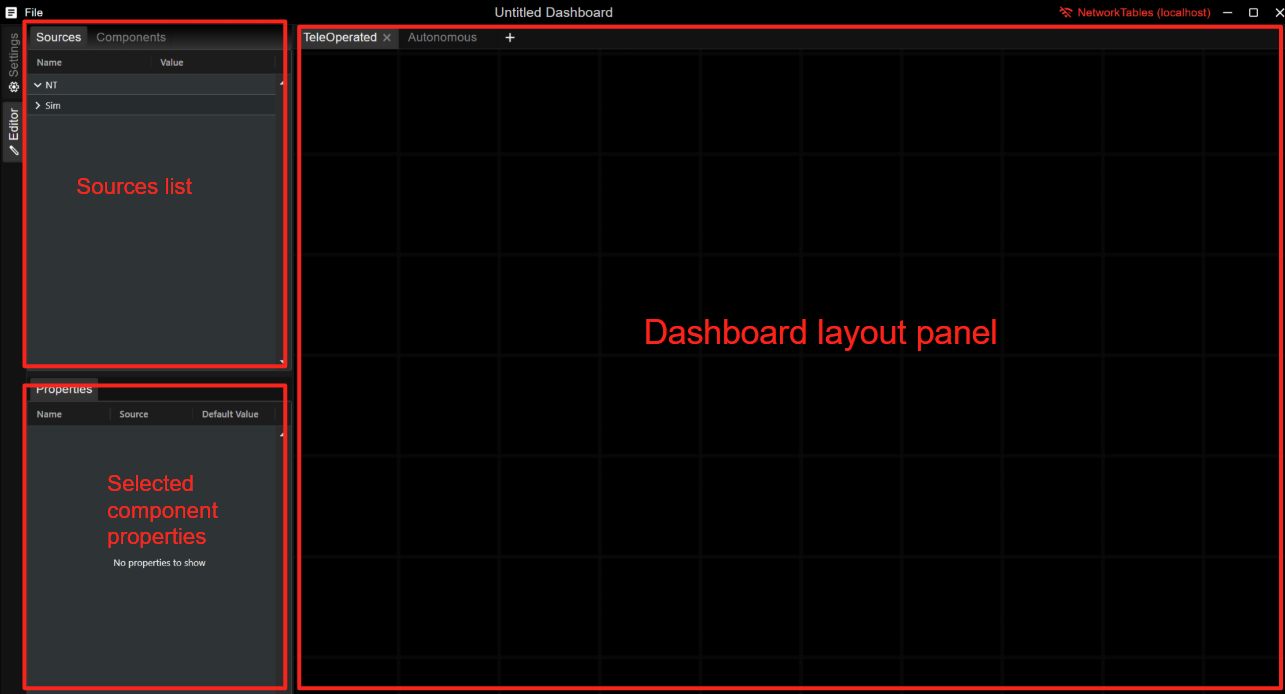 File
Untitled Dashboard
NetworkTables (localhost)
Settings
Editor
Sources Components
Name Value
NT
Sim
Sources list
Properties
Name Source Default Value
Selected
component
properties
No properties to show
TeleOperated Autonomous
Dashboard layout panel